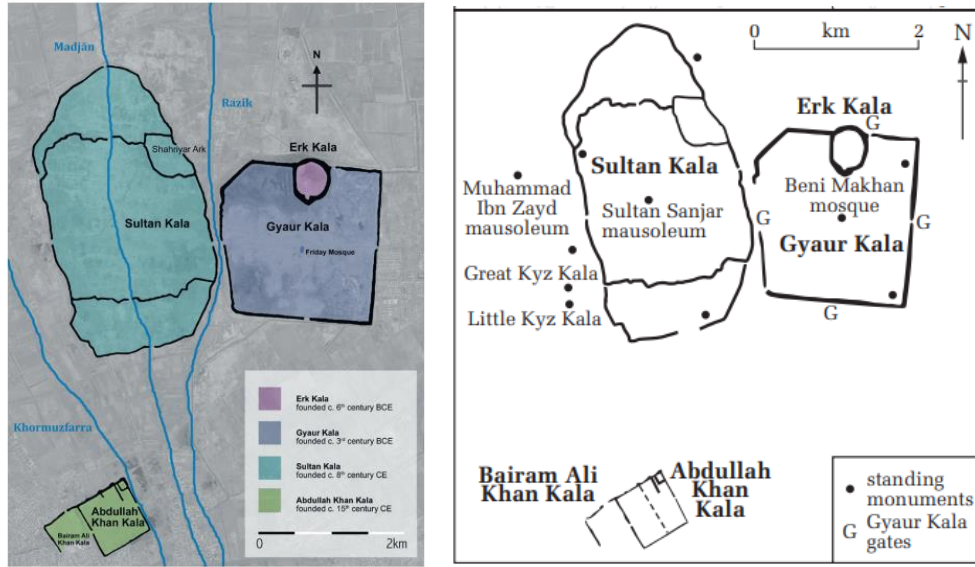 Madján
N
Razik
Shahriyar Ark
Erk Kala
Sultan Kala
Gyaur Kala
Friday Mosque
Khormuzfarra
Abdullah
Khan Kala
Bairam Ali
Khan Kala
Erk Kala
founded c. 6th century BCE
Gyaur Kala
founded c. 3rd century BCE
Sultan Kala
founded c. 8th century CE
Abdullah Khan Kala
founded c. 15th century CE
0 2km
0 km 2
N
Erk Kala
G
Sultan Kala
Muhammad
Ibn Zayd
mausoleum
Sultan Sanjar
mausoleum
Beni Makhan
mosque
G
G
Gyaur Kala
Great Kyz Kala
Little Kyz Kala
G
Bairam Ali
Khan Kala
Abdullah
Khan
Kala
standing
monuments
G Gyaur Kala
gates